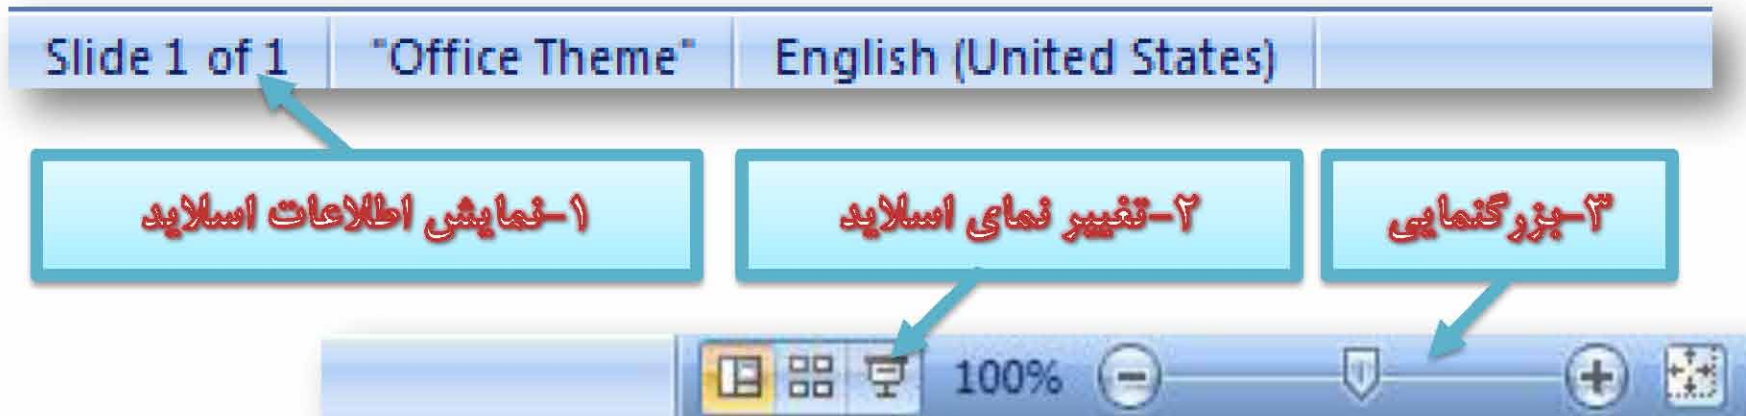 Slide 1 of 1 "Office Theme" English (United States)
۱-نمایش اطلاعات اسلاید
۲-تغییر نمای اسلاید
۳-بزرگنمایی
100%